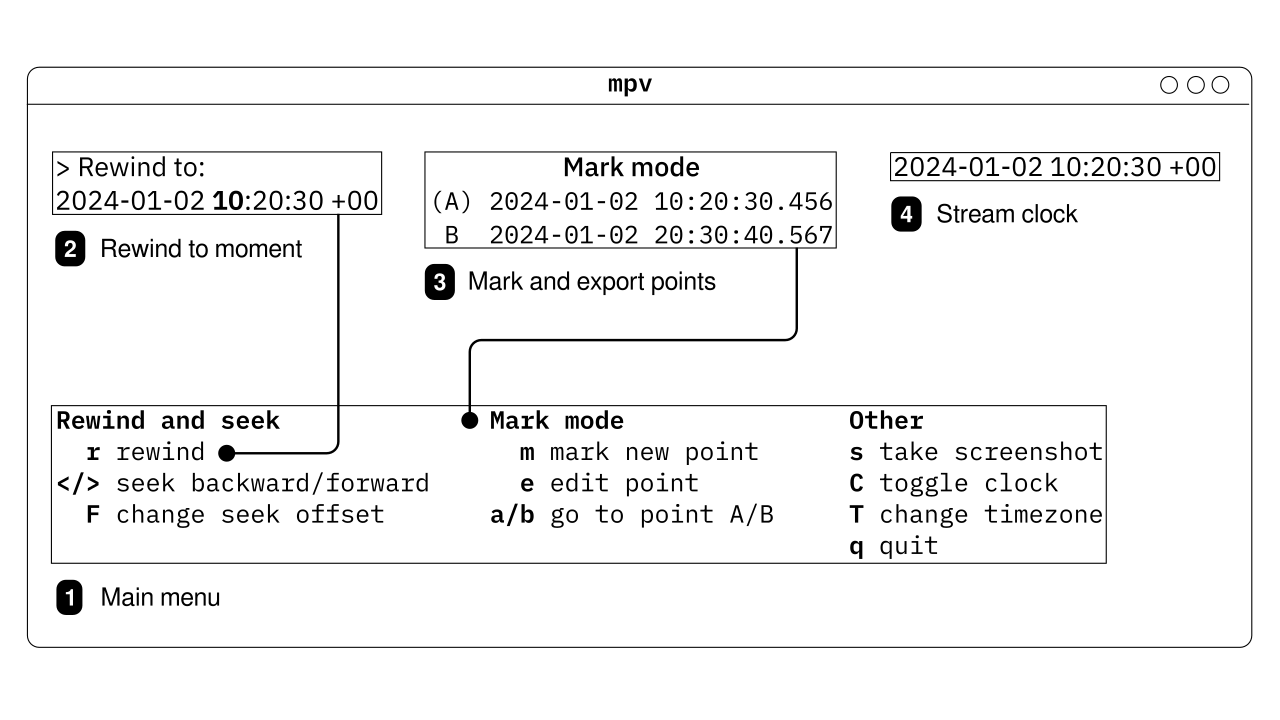 mpv
> Rewind to:
2024-01-02 10:20:30 +00
2 Rewind to moment
Mark mode
(A) 2024-01-02 10:20:30.456
B 2024-01-02 20:30:40.567
3 Mark and export points
2024-01-02 10:20:30 +00
4 Stream clock
Rewind and seek
r rewind
</> seek backward/forward
F change seek offset
Mark mode
m mark new point
e edit point
a/b go to point A/B
Other
s take screenshot
C toggle clock
T change timezone
q quit
1 Main menu